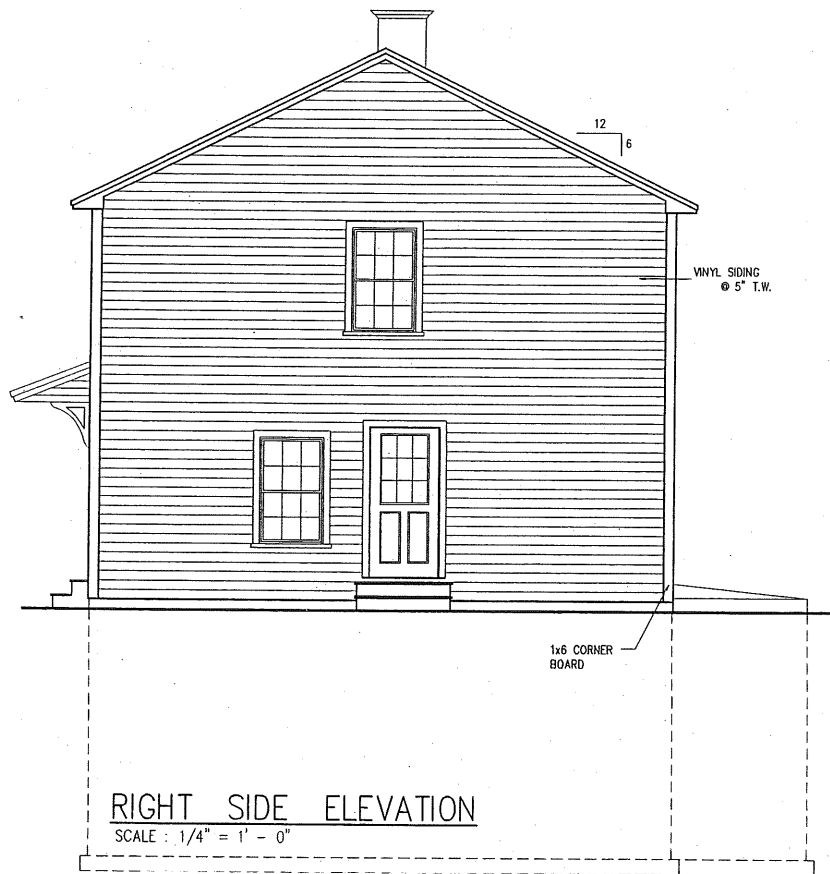 12
6
VINYL SIDING
@ 5" T.W.
1x6 CORNER
BOARD
RIGHT SIDE ELEVATION
SCALE : 1/4" = 1' - 0"